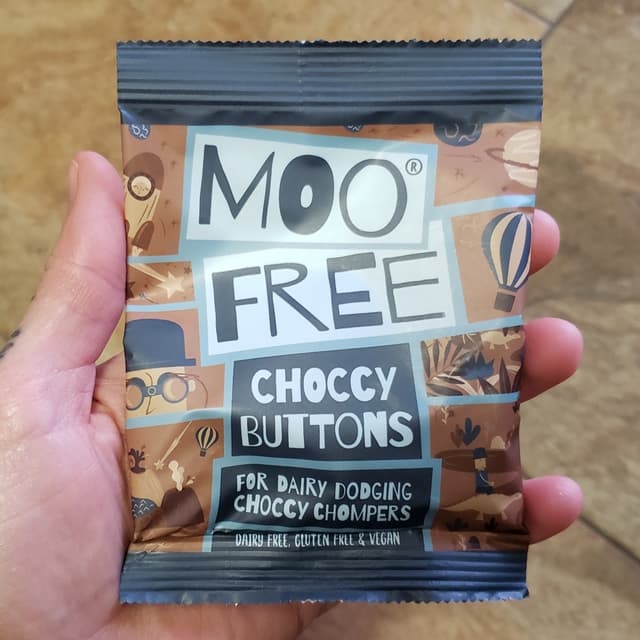 MOO®
FREE
CHOCCY
BUTTONS
FOR DAIRY DODGING
CHOCCY CHOMPERS
DAIRY FREE, GLUTEN FREE & VEGAN